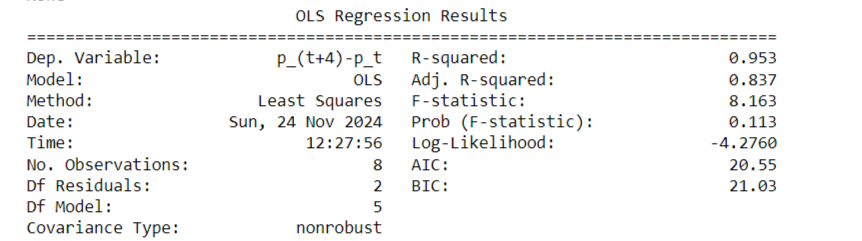 OLS Regression Results
==============================================================================
Dep. Variable: p_(t+4)-p_t R-squared: 0.953
Model: OLS Adj. R-squared: 0.837
Method: Least Squares F-statistic: 8.163
Date: Sun, 24 Nov 2024 Prob (F-statistic): 0.113
Time: 12:27:56 Log-Likelihood: -4.2760
No. Observations: 8 AIC: 20.55
Df Residuals: 2 BIC: 21.03
Df Model: 5
Covariance Type: nonrobust